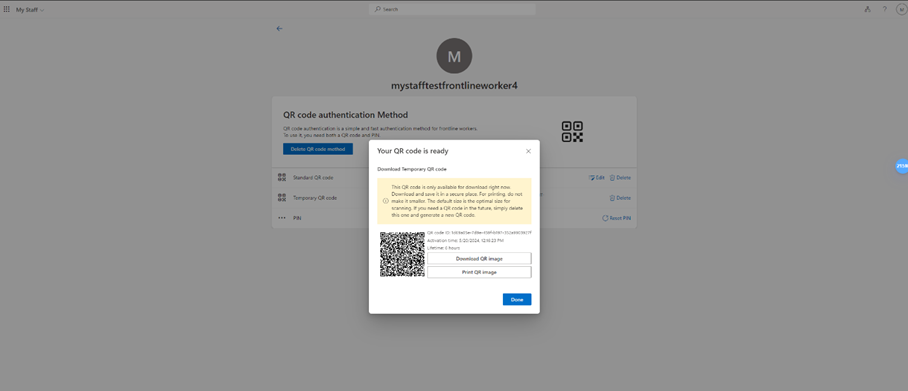 My Staff
Search
?
M
M
mystafftestfrontlineworker4
QR code authentication Method
QR code authentication is a simple and fast authentication method for frontline workers.
To use it, you need both a QR code and PIN.
Delete QR code method
Your QR code is ready
Download Temporary QR code
This QR code is only available for download right now.
Download and save it in a secure place. For printing, do not
make it smaller. The default size is the optimal size for
scanning. If you need a QR code in the future, simply delete
this one and generate a new QR code.
Standard QR code
Edit
Delete
Temporary QR code
Delete
PIN
Reset PIN
QR code ID:
Activation time: 5/20/2024, 12:16:23 PM
Lifetime: 8 hours
Download QR image
Print QR image
Done